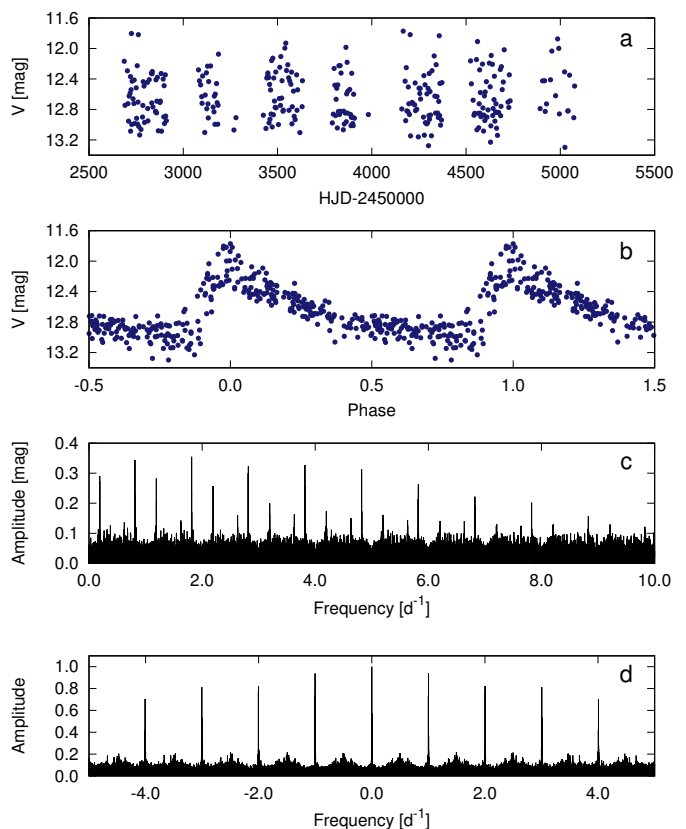 a
V [mag]
11.6
12.0
12.4
12.8
13.2
2500 3000 3500 4000 4500 5000 5500
HJD-2450000
b
V [mag]
11.6
12.0
12.4
12.8
13.2
-0.5 0.0 0.5 1.0 1.5
Phase
c
Amplitude [mag]
0.4
0.3
0.2
0.1
0.0
0.0 2.0 4.0 6.0 8.0 10.0
Frequency [d⁻¹]
d
Amplitude
1.0
0.8
0.6
0.4
0.2
0.0
-4.0 -2.0 0.0 2.0 4.0
Frequency [d⁻¹]